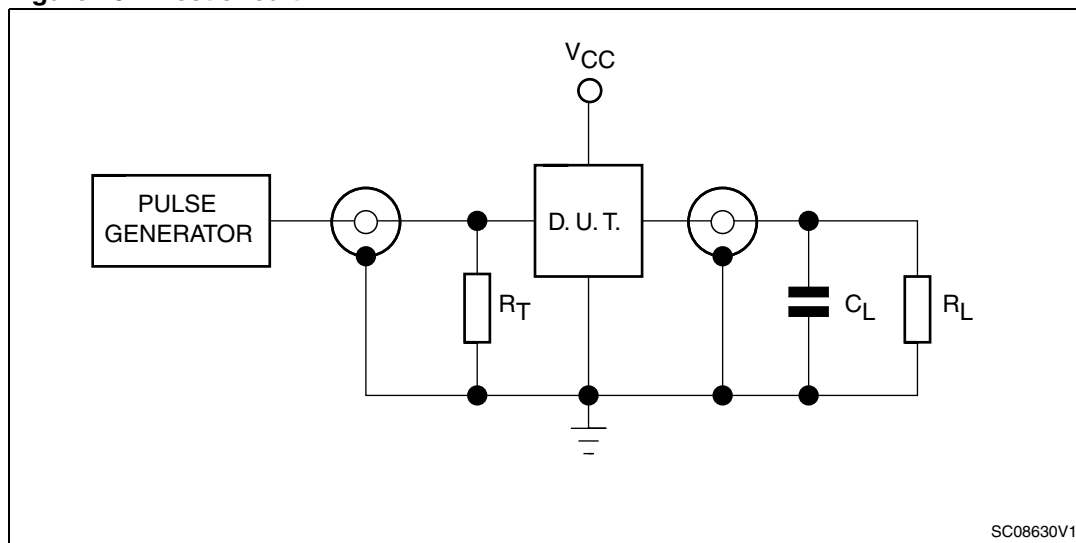 V_CC
PULSE
GENERATOR
D. U. T.
R_T
C_L
R_L
SC08630V1